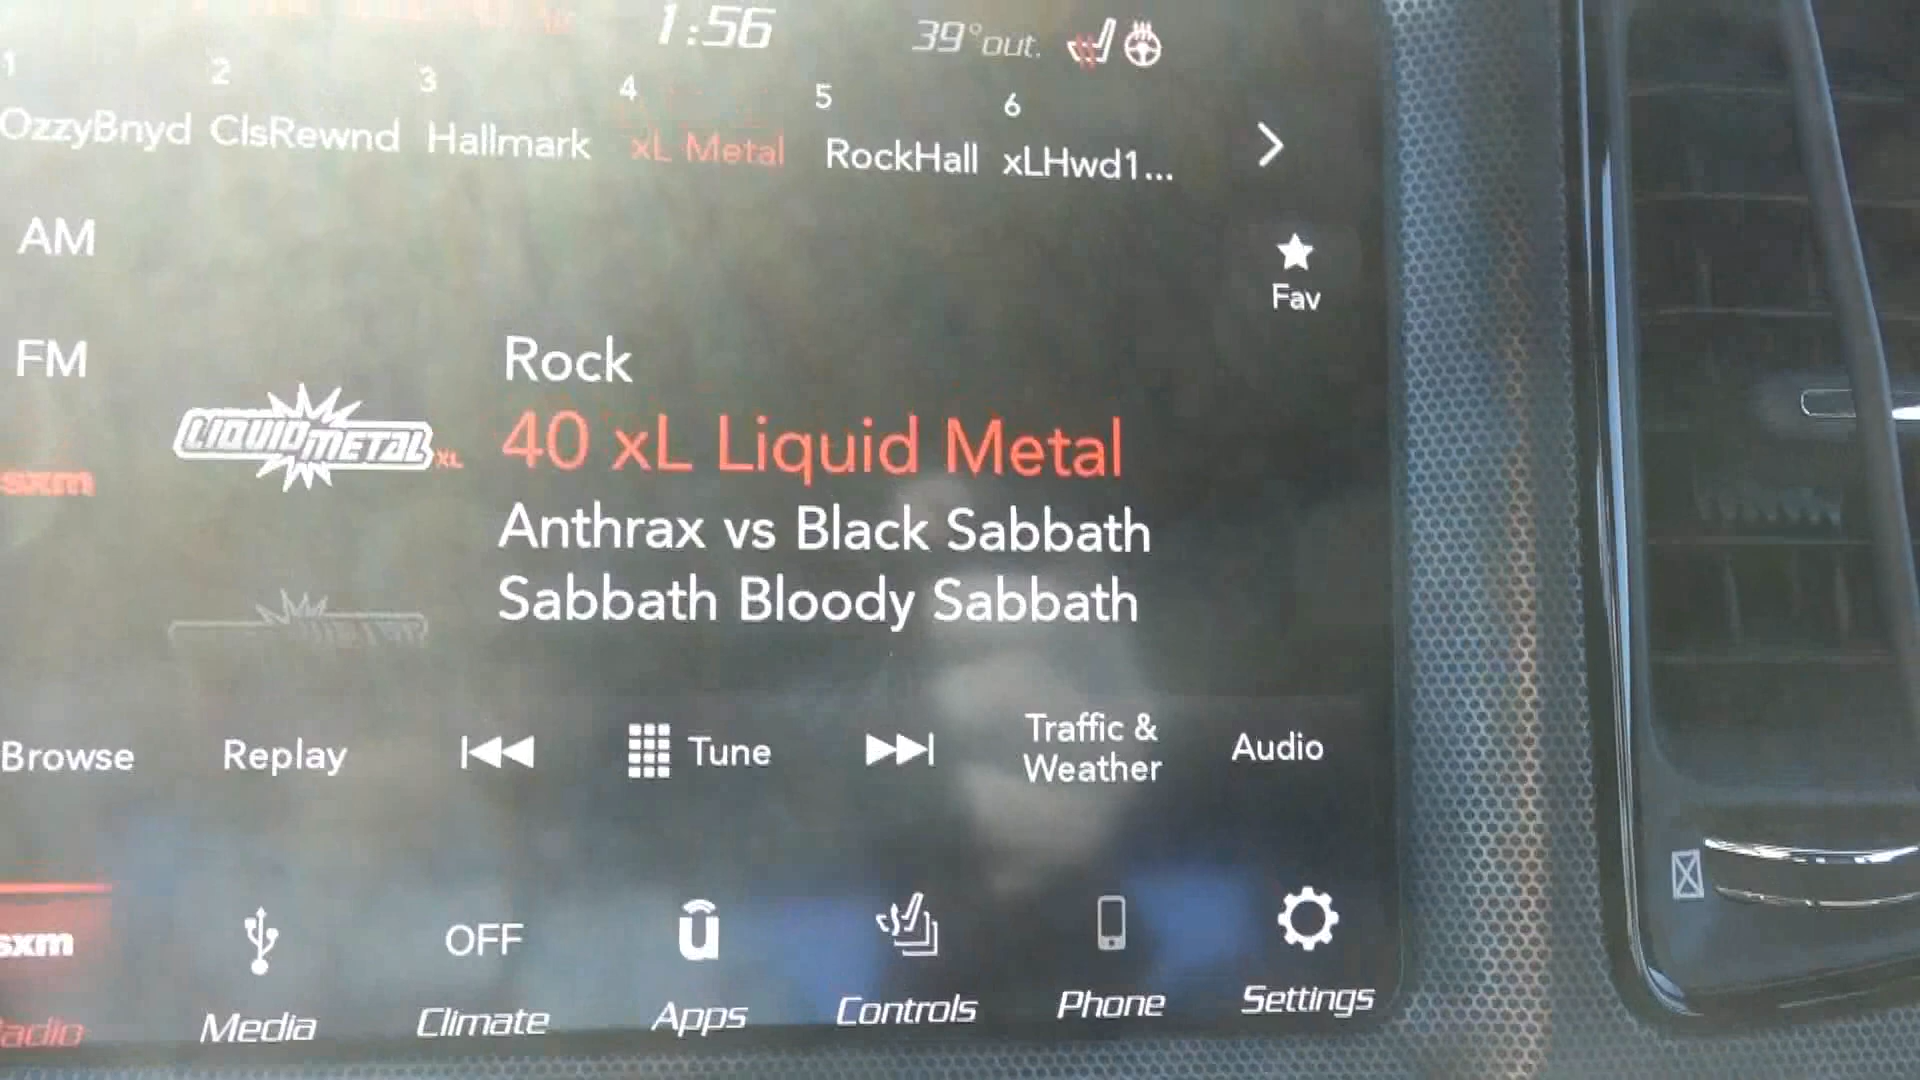 1:56 39°out.
1 2 3 4 5 6
OzzyBnyd ClsRewnd Hallmark xL Metal RockHall xLHwd1...
AM
Fav
FM
Rock
LIQUID METAL XL
40 xL Liquid Metal
sxm
Anthrax vs Black Sabbath
Sabbath Bloody Sabbath
Browse Replay Tune Traffic & Weather Audio
sxm OFF
adio Media Climate Apps Controls Phone Settings